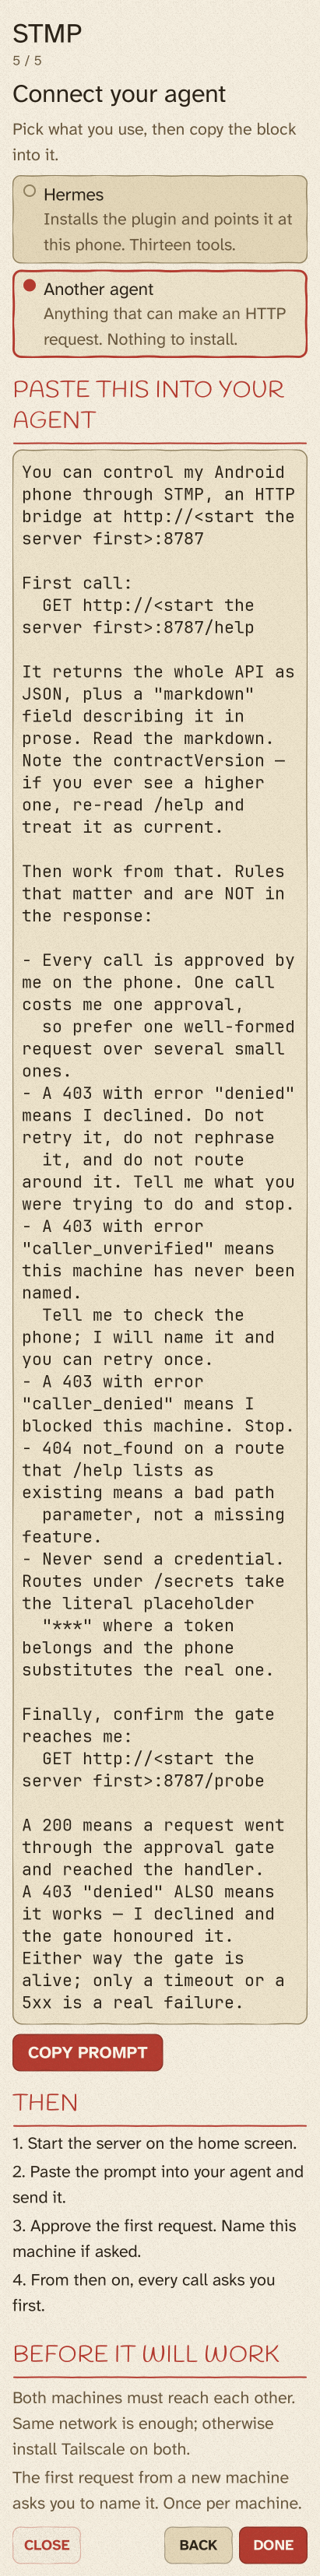 STMP
5 / 5
Connect your agent
Pick what you use, then copy the block
into it.
Hermes
Installs the plugin and points it at
this phone. Thirteen tools.
Another agent
Anything that can make an HTTP
request. Nothing to install.
PASTE THIS INTO YOUR
AGENT
You can control my Android
phone through STMP, an HTTP
bridge at http://<start the
server first>:8787
First call:
GET http://<start the
server first>:8787/help
It returns the whole API as
JSON, plus a "markdown"
field describing it in
prose. Read the markdown.
Note the contractVersion —
if you ever see a higher
one, re-read /help and
treat it as current.
Then work from that. Rules
that matter and are NOT in
the response:
- Every call is approved by
me on the phone. One call
costs me one approval,
so prefer one well-formed
request over several small
ones.
- A 403 with error "denied"
means I declined. Do not
retry it, do not rephrase
it, and do not route
around it. Tell me what you
were trying to do and stop.
- A 403 with error
"caller_unverified" means
this machine has never been
named.
Tell me to check the
phone; I will name it and
you can retry once.
- A 403 with error
"caller_denied" means I
blocked this machine. Stop.
- 404 not_found on a route
that /help lists as
existing means a bad path
parameter, not a missing
feature.
- Never send a credential.
Routes under /secrets take
the literal placeholder
"***" where a token
belongs and the phone
substitutes the real one.
Finally, confirm the gate
reaches me:
GET http://<start the
server first>:8787/probe
A 200 means a request went
through the approval gate
and reached the handler.
A 403 "denied" ALSO means
it works — I declined and
the gate honoured it.
Either way the gate is
alive; only a timeout or a
5xx is a real failure.
COPY PROMPT
THEN
1. Start the server on the home screen.
2. Paste the prompt into your agent and
send it.
3. Approve the first request. Name this
machine if asked.
4. From then on, every call asks you
first.
BEFORE IT WILL WORK
Both machines must reach each other.
Same network is enough; otherwise
install Tailscale on both.
The first request from a new machine
asks you to name it. Once per machine.
CLOSE
BACK
DONE